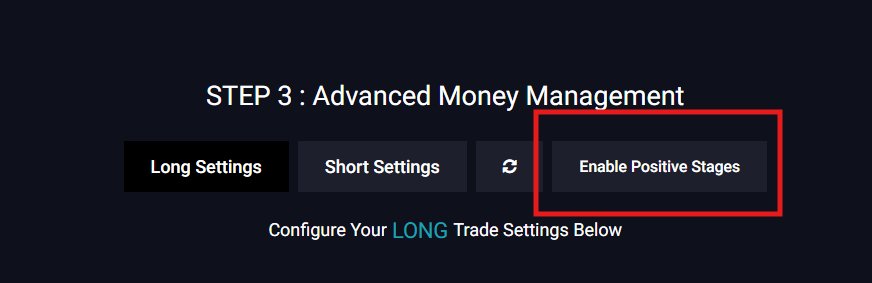 STEP 3 : Advanced Money Management
Long Settings Short Settings Enable Positive Stages
Configure Your LONG Trade Settings Below